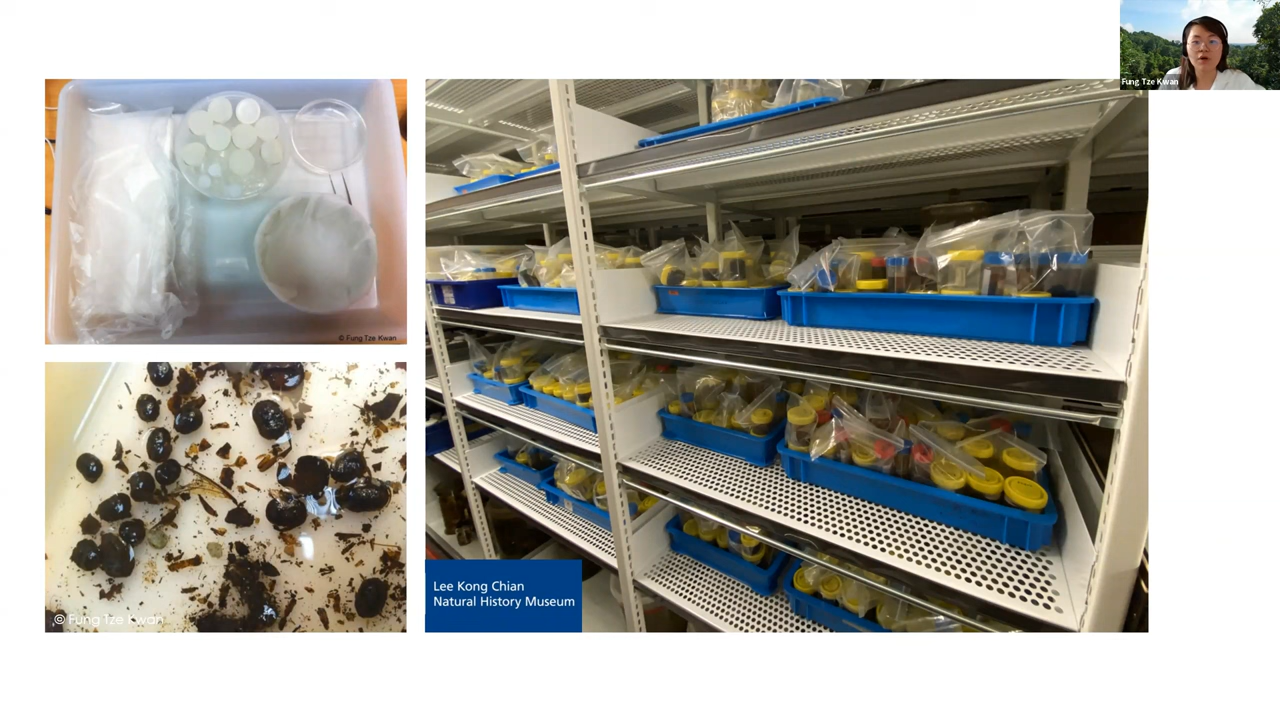 Fung Tze Kwan
© Fung Tze Kwan
© Fung Tze Kwan
Lee Kong Chian
Natural History Museum